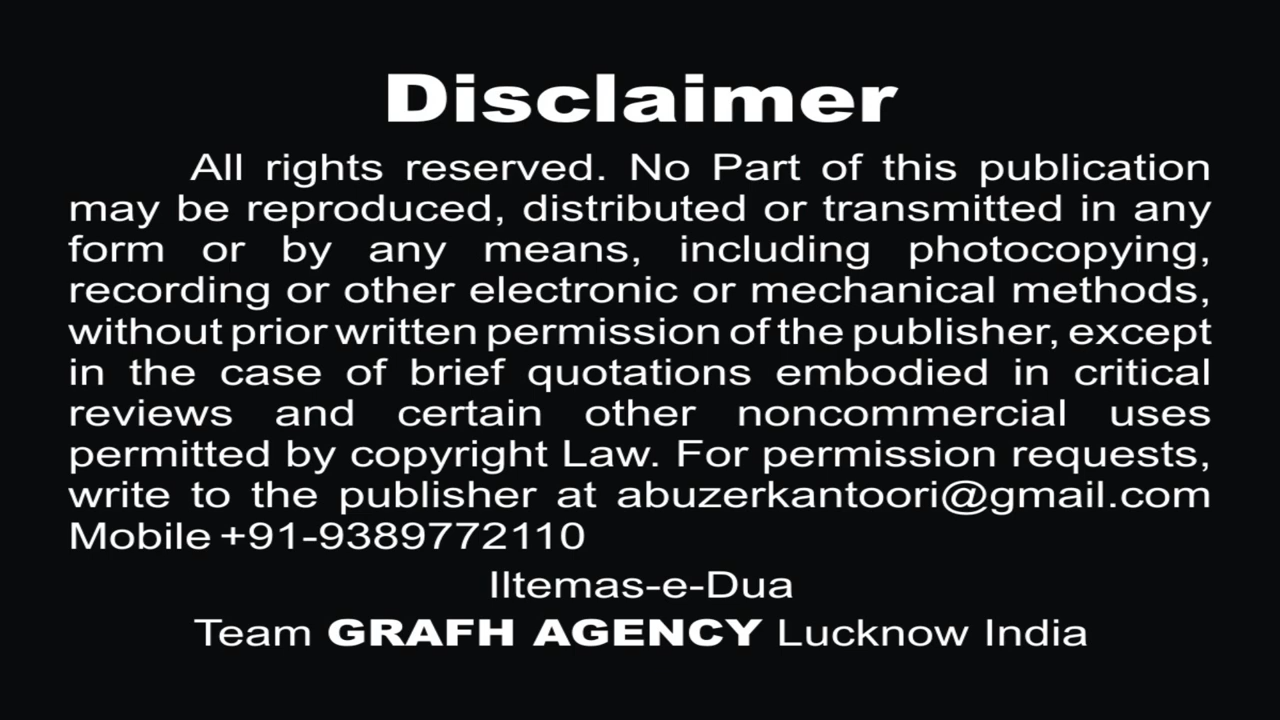 Disclaimer
All rights reserved. No Part of this publication
may be reproduced, distributed or transmitted in any
form or by any means, including photocopying,
recording or other electronic or mechanical methods,
without prior written permission of the publisher, except
in the case of brief quotations embodied in critical
reviews and certain other noncommercial uses
permitted by copyright Law. For permission requests,
write to the publisher at abuzerkantoori@gmail.com
Mobile +91-9389772110
Iltemas-e-Dua
Team GRAFH AGENCY Lucknow India